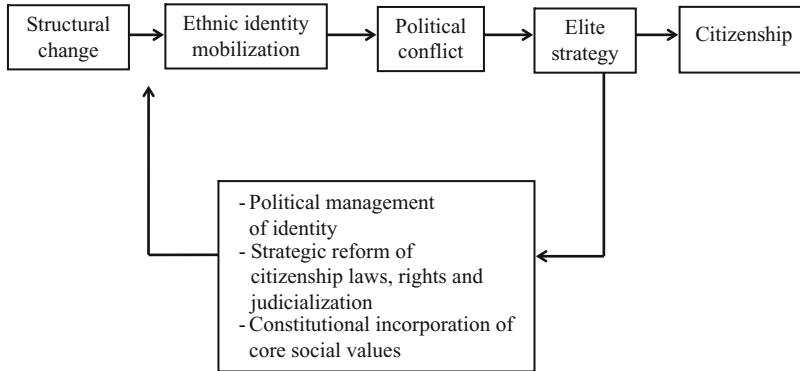 Structural
change
Ethnic identity
mobilization
Political
conflict
Elite
strategy
Citizenship
- Political management
of identity
- Strategic reform of
citizenship laws, rights and
judicialization
- Constitutional incorporation of
core social values